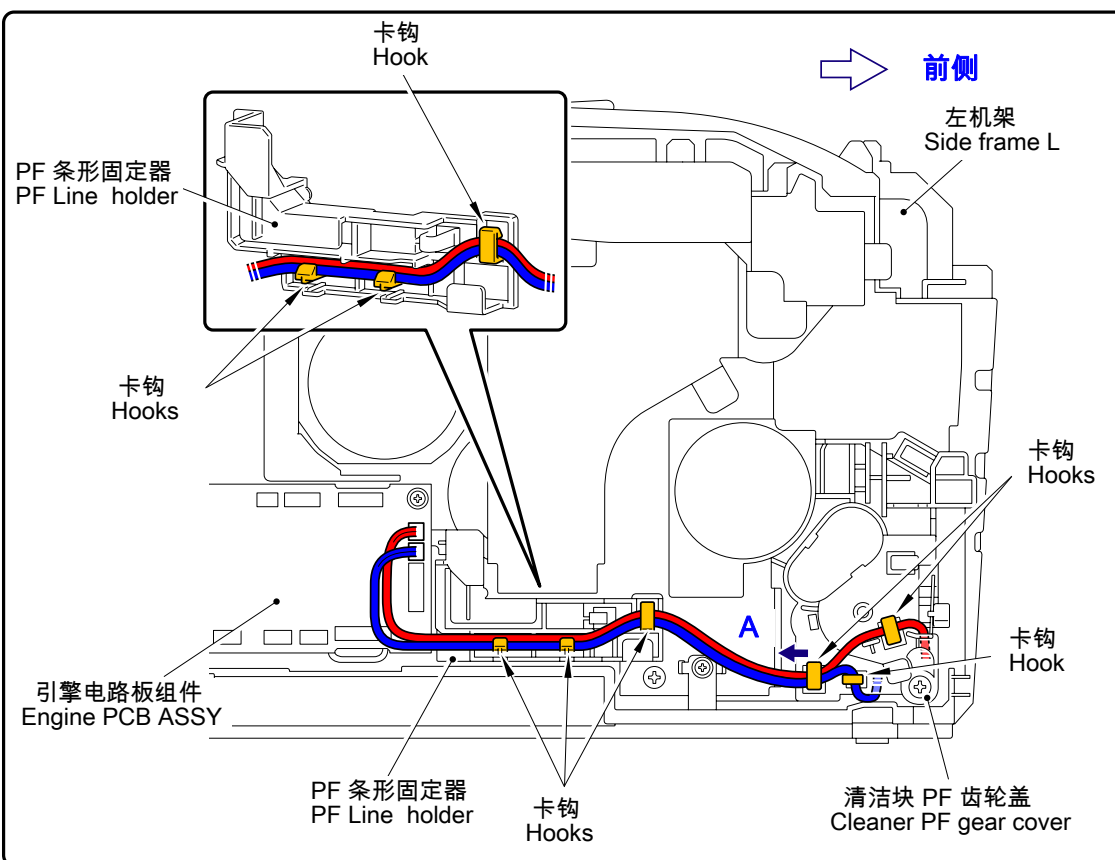 卡钩
Hook
前侧
左机架
Side frame L
PF 条形固定器
PF Line holder
卡钩
Hooks
卡钩
Hooks
A
卡钩
Hook
引擎电路板组件
Engine PCB ASSY
PF 条形固定器
PF Line holder
卡钩
Hooks
清洁块 PF 齿轮盖
Cleaner PF gear cover